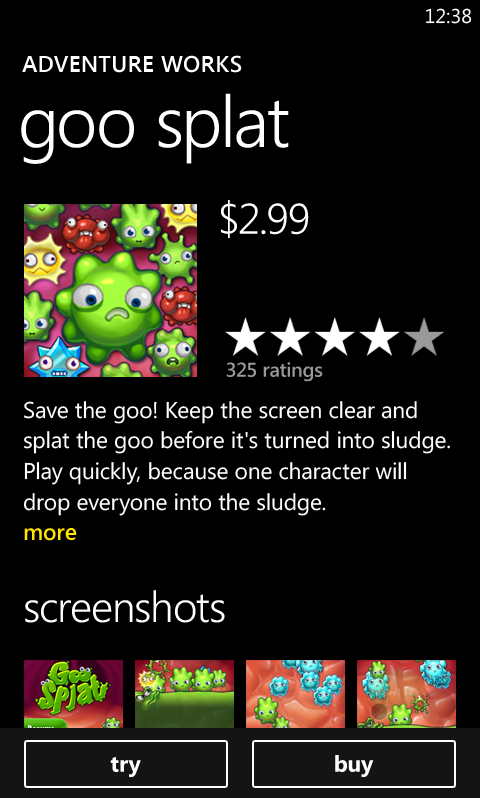 12:38
ADVENTURE WORKS
goo splat
$2.99
325 ratings
Save the goo! Keep the screen clear and
splat the goo before it's turned into sludge.
Play quickly, because one character will
drop everyone into the sludge.
more
screenshots
Goo
Splat
try
buy